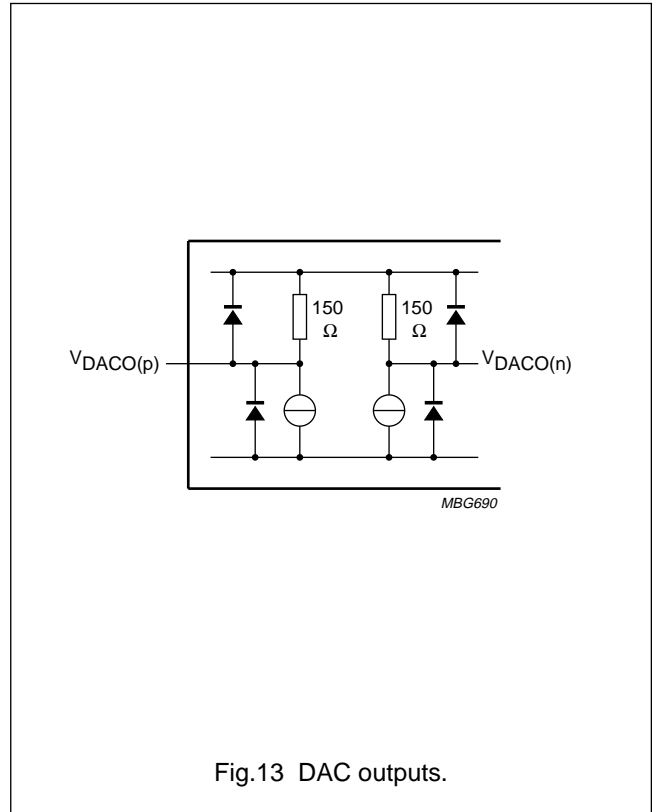 150
Ω
150
Ω
VDACO(p)
VDACO(n)
MBG690
Fig.13 DAC outputs.